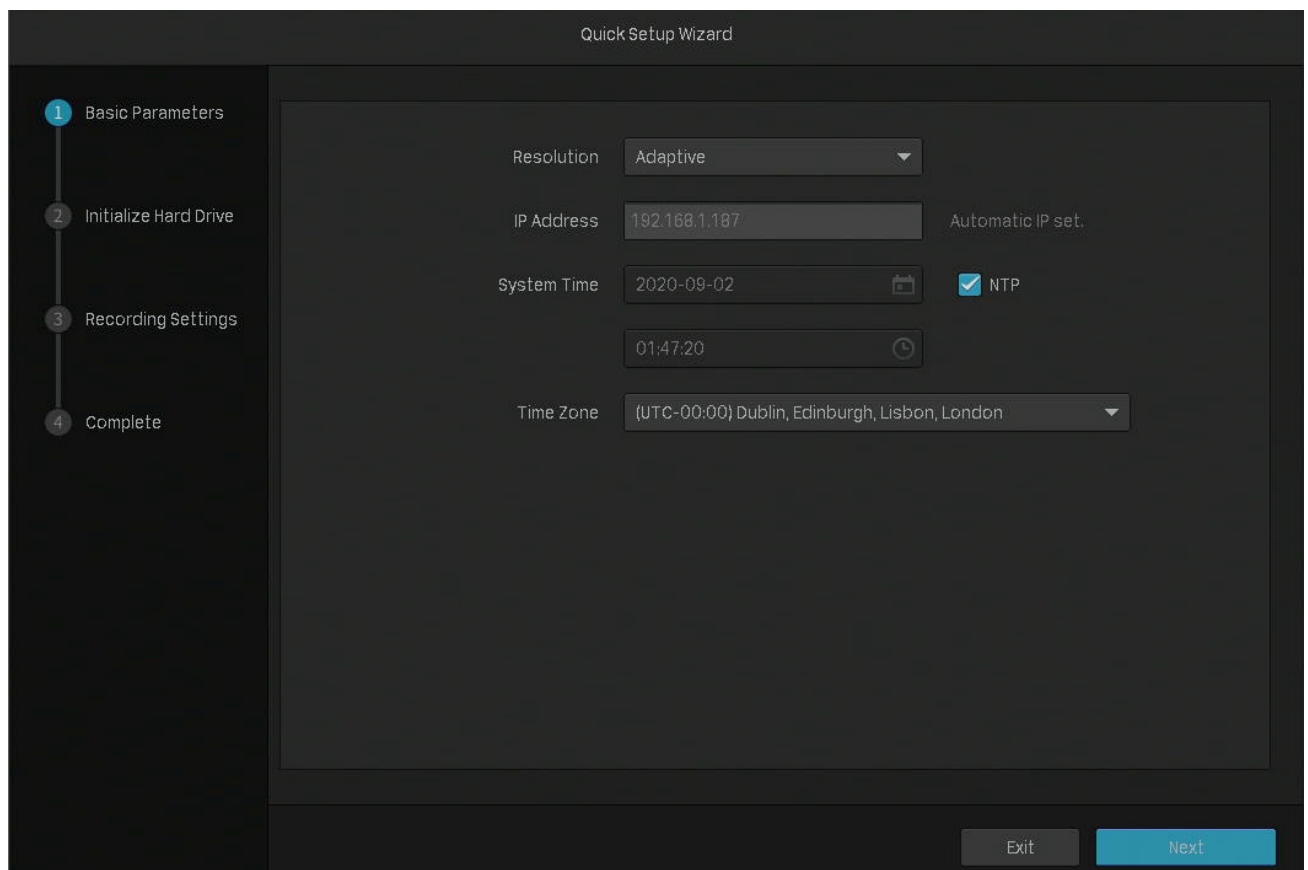 Quick Setup Wizard
1 Basic Parameters
2 Initialize Hard Drive
3 Recording Settings
4 Complete
Resolution Adaptive
IP Address 192.168.1.187 Automatic IP set.
System Time 2020-09-02 NTP
01:47:20
Time Zone (UTC-00:00) Dublin, Edinburgh, Lisbon, London
Exit Next